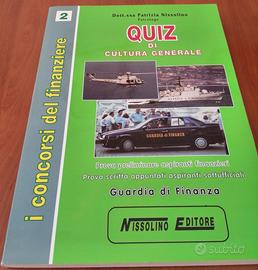 2
i concorsi del finanziere
Dott.ssa Patrizia Nissolino
Psicologa
QUIZ
DI
CULTURA GENERALE
GUARDIA DI FINANZA
Prova preliminare aspiranti finanzieri
Prova scritta appuntati aspiranti sottufficiali
Guardia di Finanza
NISSOLINO EDITORE
subito